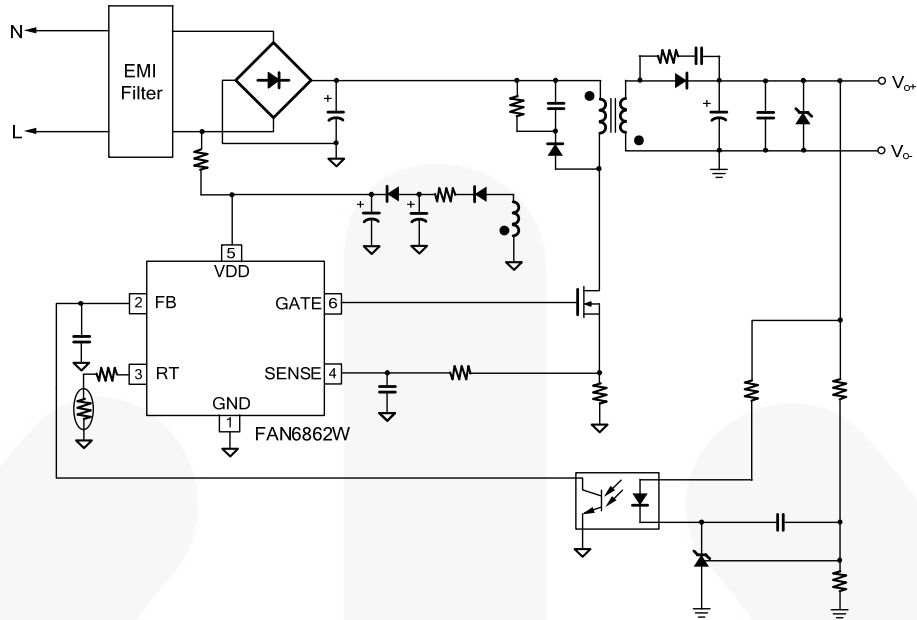 N
EMI
Filter
L
+
+
Vo+
Vo-
+
+
5
VDD
2
FB
GATE
6
3
RT
SENSE
4
GND
1
FAN6862W